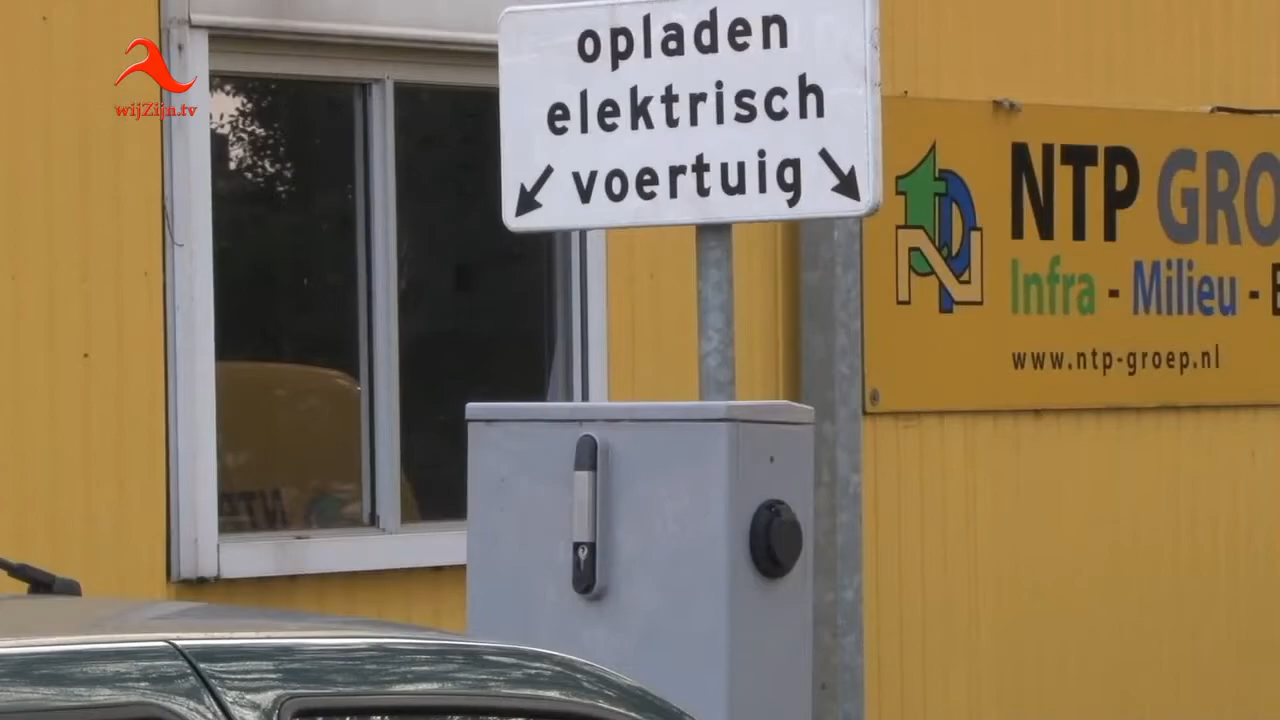 wijZijn.tv
opladen
elektrisch
voertuig
NTP GRO
Infra - Milieu -
www.ntp-groep.nl